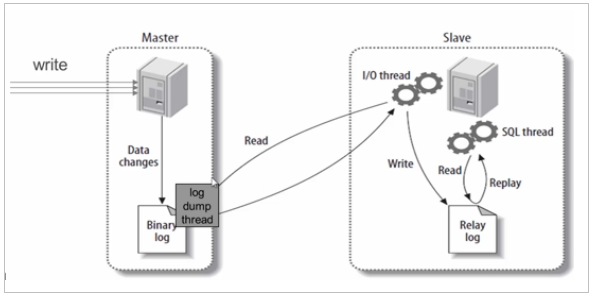 Master
Slave
write
I/O thread
SQL thread
Data
changes
Read
Write
Read
Replay
log
dump
thread
Binary
log
Relay
log